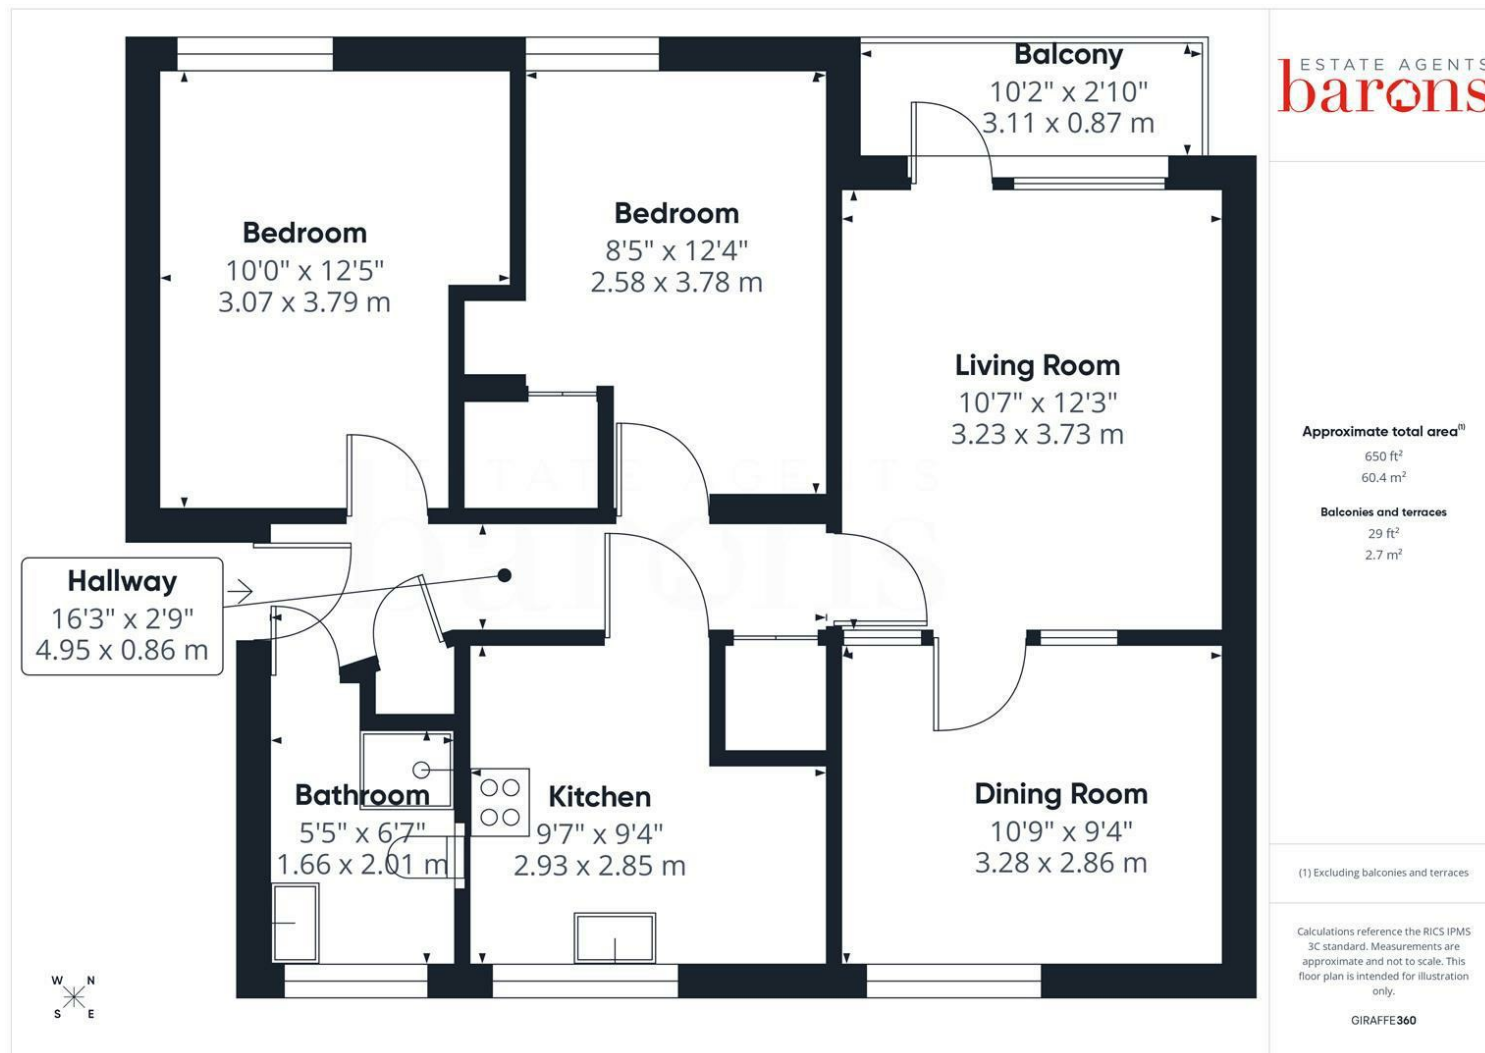 Balcony
10'2" x 2'10"
3.11 x 0.87 m
Bedroom
10'0" x 12'5"
3.07 x 3.79 m
Bedroom
8'5" x 12'4"
2.58 x 3.78 m
Living Room
10'7" x 12'3"
3.23 x 3.73 m
Hallway
16'3" x 2'9"
4.95 x 0.86 m
Bathroom
5'5" x 6'7"
1.66 x 2.01 m
Kitchen
9'7" x 9'4"
2.93 x 2.85 m
Dining Room
10'9" x 9'4"
3.28 x 2.86 m
ESTATE AGENTS
barons
W N
S E
ESTATE AGENTS
barons
Approximate total area(1)
650 ft²
60.4 m²
Balconies and terraces
29 ft²
2.7 m²
(1) Excluding balconies and terraces
Calculations reference the RICS IPMS
3C standard. Measurements are
approximate and not to scale. This
floor plan is intended for illustration
only.
GIRAFFE360